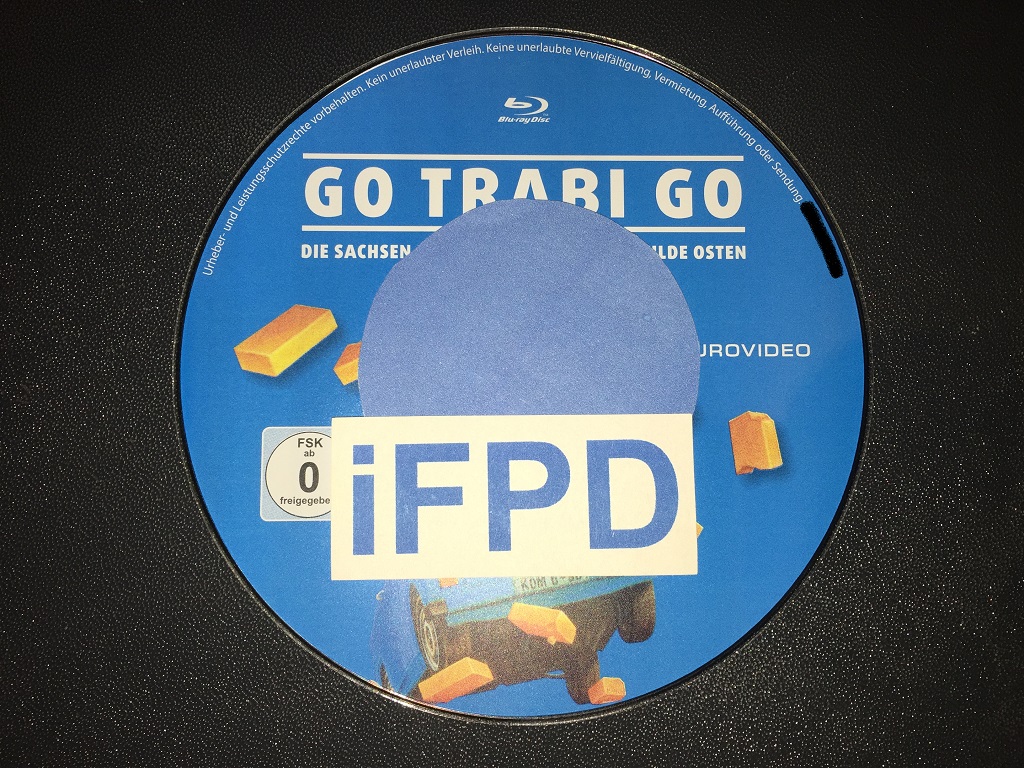 Urheber- und Leistungsschutzrechte vorbehalten. Kein unerlaubter Verleih. Keine unerlaubte Vervielfältigung, Vermietung, Aufführung oder Sendung.
Blu-ray Disc
GO TRABI GO
DIE SACHSEN ILDE OSTEN
UROVIDEO
FSK
ab
0
freigegebe
iFPD